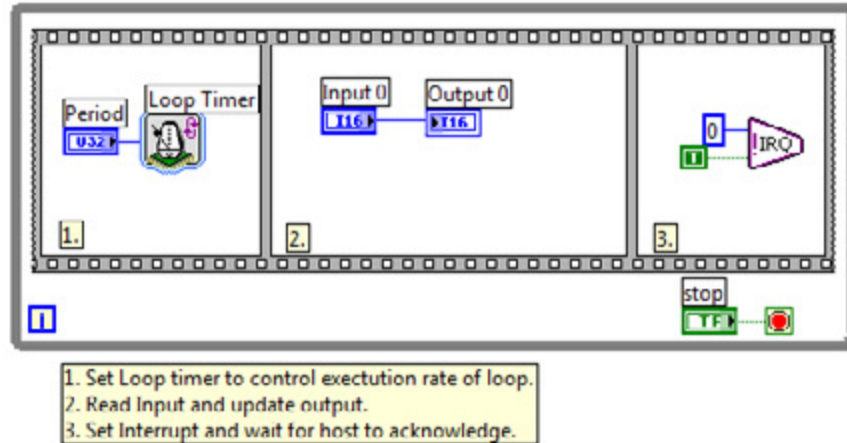 Period
Loop Timer
U32
1.
Input 0
Output 0
I16
I16
2.
0
T
IRQ
3.
i
stop
TF
1. Set Loop timer to control exectution rate of loop.
2. Read Input and update output.
3. Set Interrupt and wait for host to acknowledge.